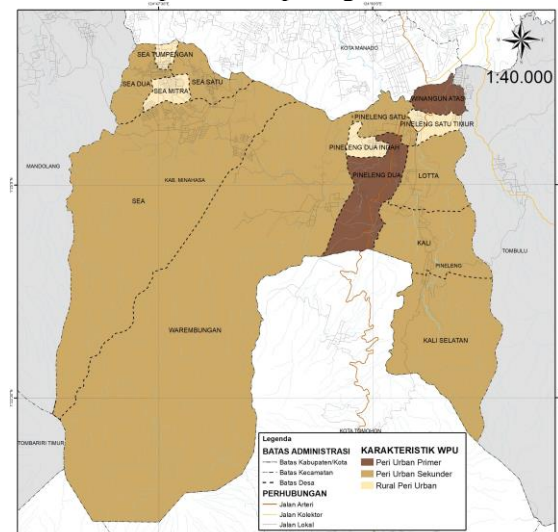 KOTA MANADO
1:40.000
SEA TUMPENGAN
SEA DUA
SEA SATU
SEA MITRA
WINANGUN ATAS
PINELENG SATU
PINELENG SATU TIMUR
PINELENG DUA INDAH
MANDOLANG
KAB. MINAHASA
PINELENG DUA
LOTTA
SEA
KALI
TOMBULU
PINELENG
WAREMBUNGAN
KALI SELATAN
KOTA TOMOHON
TOMBARIRI TIMUR
Legenda
BATAS ADMINISTRASI
Batas Kabupaten/Kota
Batas Kecamatan
Batas Desa
PERHUBUNGAN
Jalan Arteri
Jalan Kolektor
Jalan Lokal
KARAKTERISTIK WPU
Peri Urban Primer
Peri Urban Sekunder
Rural Peri Urban